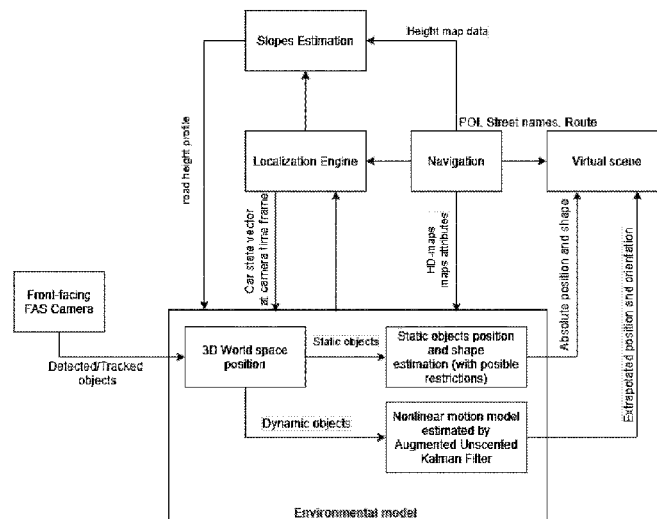 Slopes Estimation
Height map data
POI, Street names, Route
road height profile
Localization Engine
Navigation
Virtual scene
Car state vector
at camera time frame
HD-maps
maps attributes
Absolute position and shape
Extrapolated position and orientation
Front-facing
FAS Camera
Detected/Tracked
objects
3D World space
position
Static objects
Static objects position
and shape
estimation (with posible
restrictions)
Dynamic objects
Nonlinear motion model
estimated by
Augmented Unscented
Kalman Filter
Environmental model